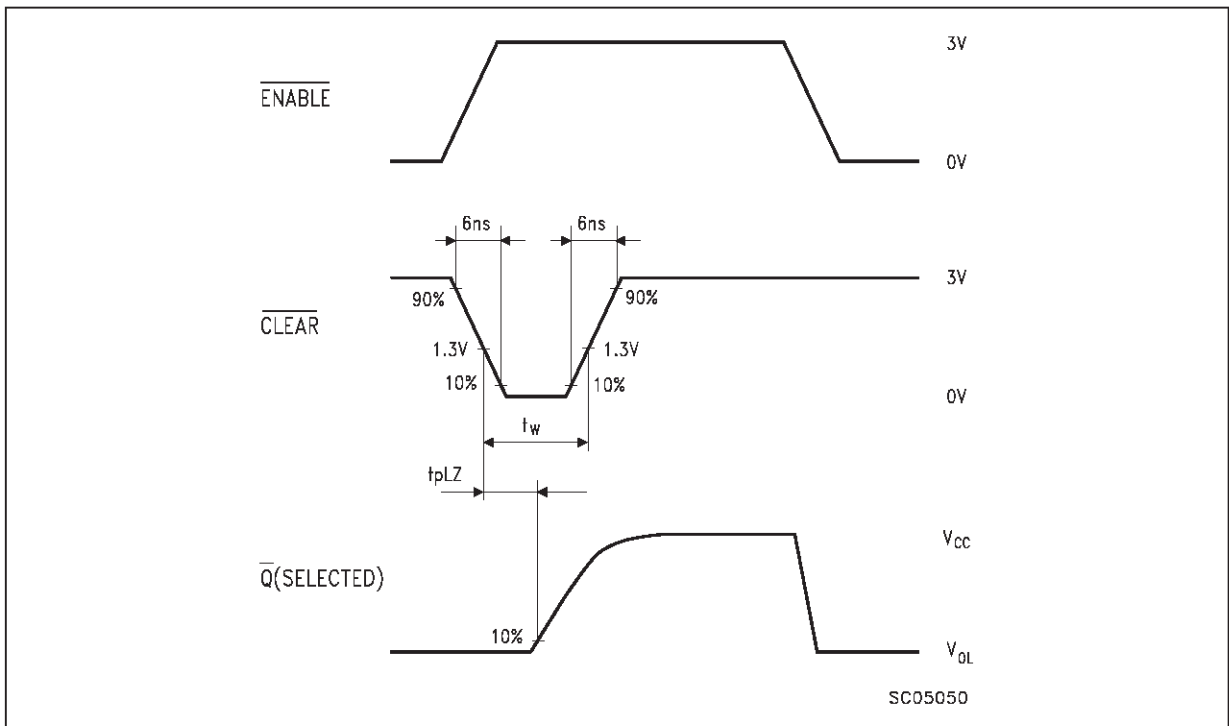 3V
ENABLE
0V
6ns 6ns
3V
90% 90%
CLEAR
1.3V 1.3V
10% 10%
0V
tw
tpLZ
VCC
Q(SELECTED)
10%
VOL
SC05050